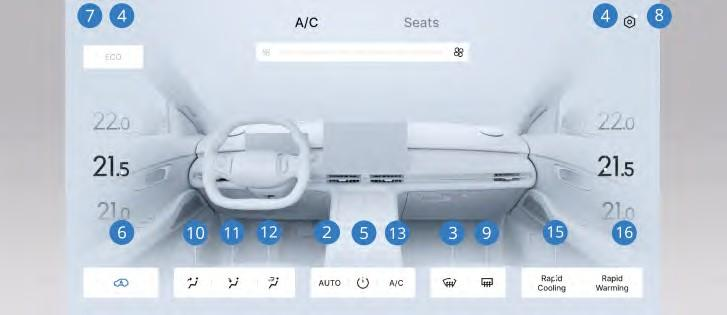 7 4 A/C Seats 4 8
ECO
22.0 22.0
21.5 21.5
21.0 21.0
6 10 11 12 2 5 13 3 9 15 16
AUTO A/C Rapid Cooling Rapid Warming